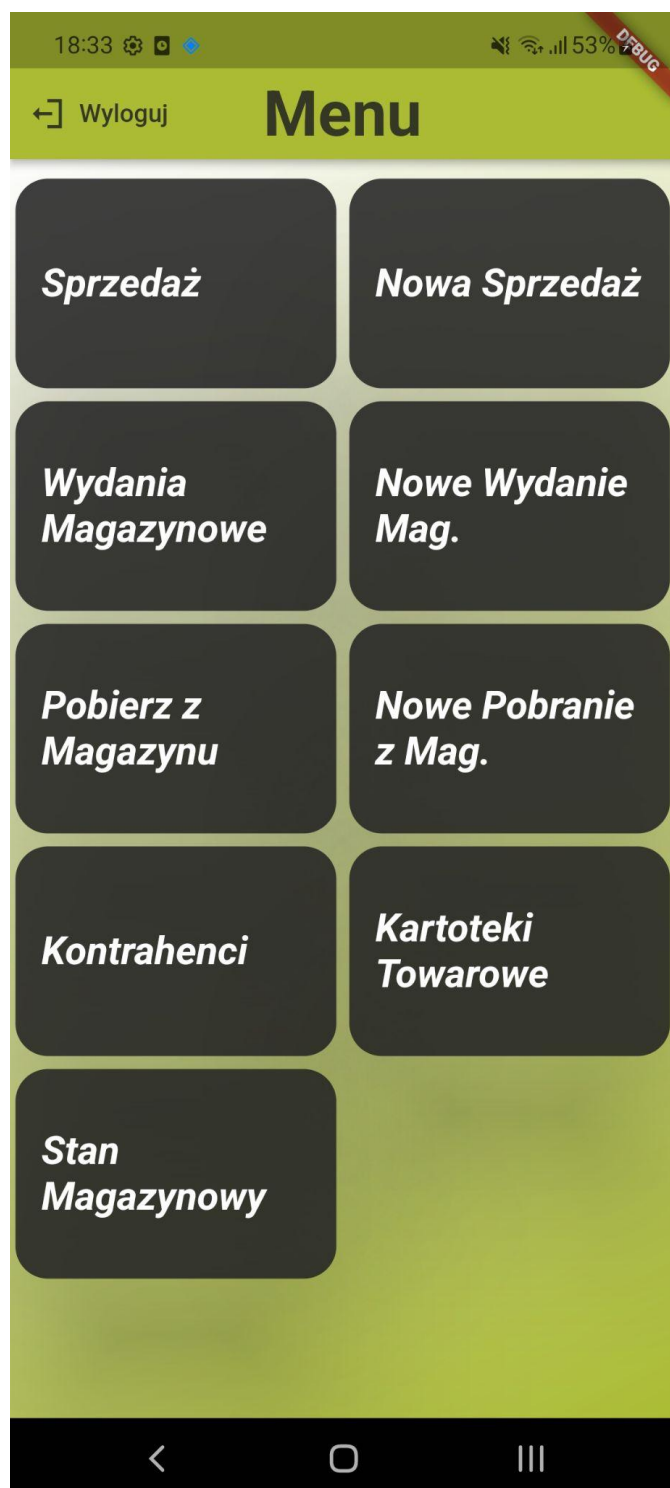 18:33 53%
DEBUG
Wyloguj Menu
Sprzedaż
Nowa Sprzedaż
Wydania
Magazynowe
Nowe Wydanie
Mag.
Pobierz z
Magazynu
Nowe Pobranie
z Mag.
Kontrahenci
Kartoteki
Towarowe
Stan
Magazynowy